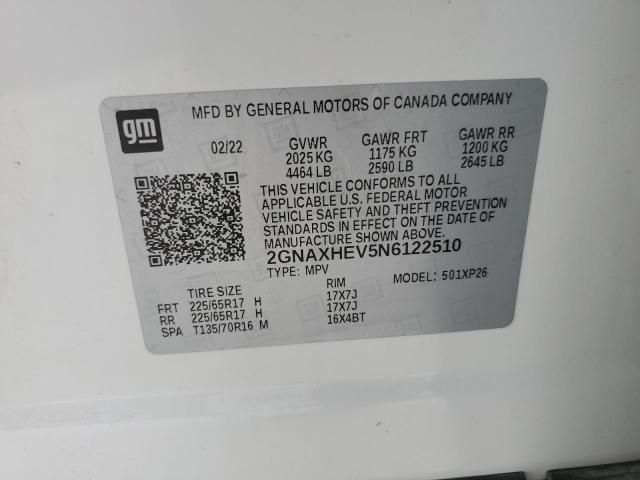 gm
MFD BY GENERAL MOTORS OF CANADA COMPANY
02/22 GVWR GAWR FRT GAWR RR
2025 KG 1175 KG 1200 KG
4464 LB 2590 LB 2645 LB
THIS VEHICLE CONFORMS TO ALL
APPLICABLE U.S. FEDERAL MOTOR
VEHICLE SAFETY AND THEFT PREVENTION
STANDARDS IN EFFECT ON THE DATE OF
MANUFACTURE SHOWN ABOVE.
2GNAXHEV5N6122510
TYPE: MPV MODEL: 501XP26
TIRE SIZE RIM
FRT 225/65R17 H 17X7J
RR 225/65R17 H 17X7J
SPA T135/70R16 M 16X4BT